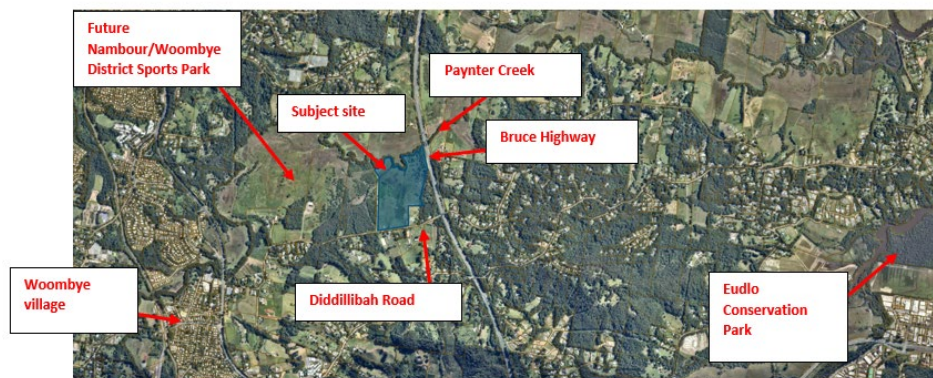 Future
Nambour/Woombye
District Sports Park
Subject site
Paynter Creek
Bruce Highway
Woombye
village
Diddillibah Road
Eudlo
Conservation
Park